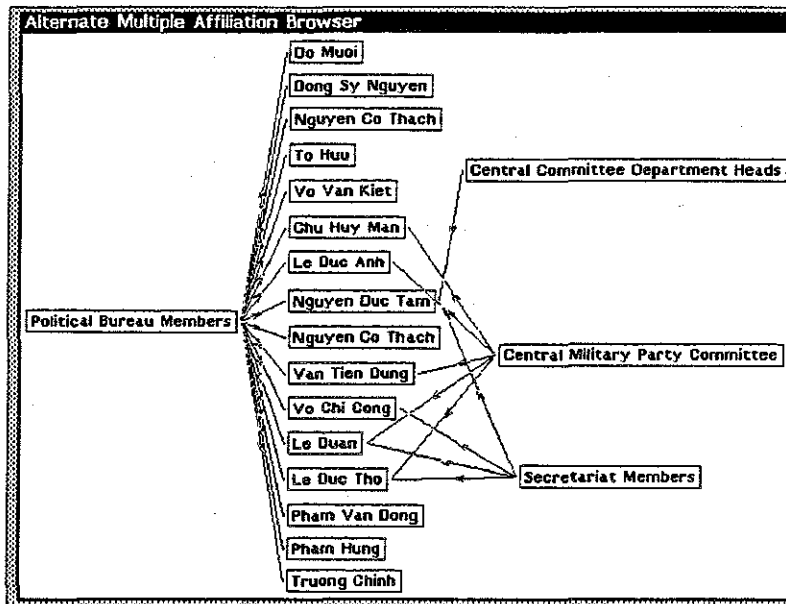 Alternate Multiple Affiliation Browser
Do Muoi
Dong Sy Nguyen
Nguyen Co Thach
To Huu
Central Committee Department Heads
Vo Van Kiet
Chu Huy Man
Le Duc Anh
Nguyen Duc Tam
Political Bureau Members
Nguyen Co Thach
Central Military Party Committee
Van Tien Dung
Vo Chi Cong
Le Duan
Le Duc Tho
Secretariat Members
Pham Van Dong
Pham Hung
Truong Chinh